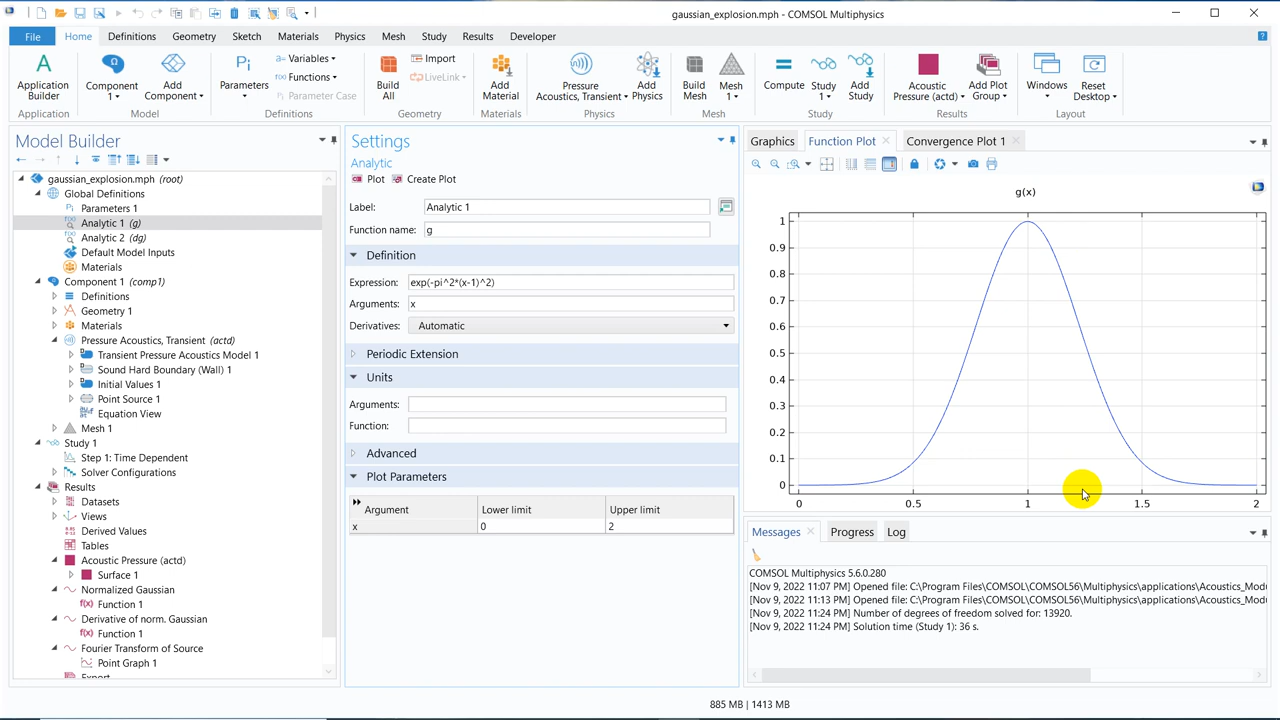 gaussian_explosion.mph - COMSOL Multiphysics
File Home Definitions Geometry Sketch Materials Physics Mesh Study Results Developer
Application Builder
Component 1
Add Component
Parameters
a= Variables
Functions
Parameter Case
Build All
Import
LiveLink
Add Material
Pressure Acoustics, Transient
Add Physics
Build Mesh
Mesh 1
Compute
Study 1
Add Study
Acoustic Pressure (actd)
Add Plot Group
Windows
Reset Desktop
Application Model Definitions Geometry Materials Physics Mesh Study Results Layout
Model Builder
gaussian_explosion.mph (root)
Global Definitions
Pi Parameters 1
Analytic 1 (g)
Analytic 2 (dg)
Default Model Inputs
Materials
Component 1 (comp1)
Definitions
Geometry 1
Materials
Pressure Acoustics, Transient (actd)
Transient Pressure Acoustics Model 1
Sound Hard Boundary (Wall) 1
Initial Values 1
Point Source 1
Equation View
Mesh 1
Study 1
Step 1: Time Dependent
Solver Configurations
Results
Datasets
Views
Derived Values
Tables
Acoustic Pressure (actd)
Surface 1
Normalized Gaussian
f(x) Function 1
Derivative of norm. Gaussian
f(x) Function 1
Fourier Transform of Source
Point Graph 1
Export
Settings
Analytic
Plot Create Plot
Label: Analytic 1
Function name: g
Definition
Expression: exp(-pi^2*(x-1)^2)
Arguments: x
Derivatives: Automatic
Periodic Extension
Units
Arguments:
Function:
Advanced
Plot Parameters
Argument Lower limit Upper limit
x 0 2
Graphics Function Plot Convergence Plot 1
g(x)
1
0.9
0.8
0.7
0.6
0.5
0.4
0.3
0.2
0.1
0
0 0.5 1 1.5 2
Messages Progress Log
COMSOL Multiphysics 5.6.0.280
[Nov 9, 2022 11:07 PM] Opened file: C:\Program Files\COMSOL\COMSOL56\Multiphysics\applications\Acoustics_Mod
[Nov 9, 2022 11:13 PM] Opened file: C:\Program Files\COMSOL\COMSOL56\Multiphysics\applications\Acoustics_Mod
[Nov 9, 2022 11:24 PM] Number of degrees of freedom solved for: 13920.
[Nov 9, 2022 11:24 PM] Solution time (Study 1): 36 s.
885 MB | 1413 MB